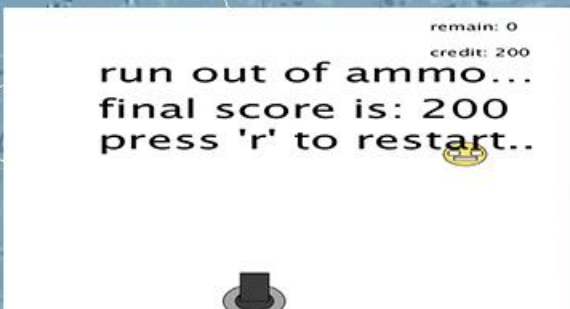 remain: 0
credit: 200
run out of ammo...
final score is: 200
press 'r' to restart..